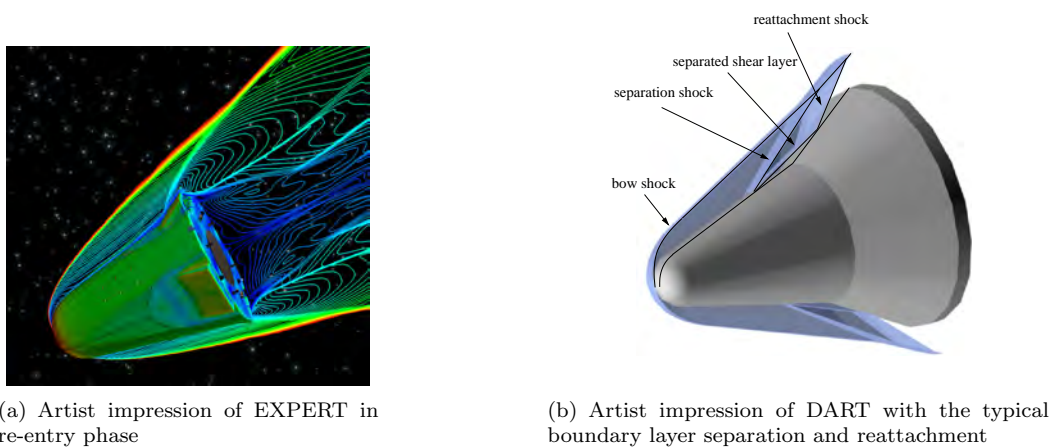 reattachment shock
separated shear layer
separation shock
bow shock
(a) Artist impression of EXPERT in
re-entry phase
(b) Artist impression of DART with the typical
boundary layer separation and reattachment